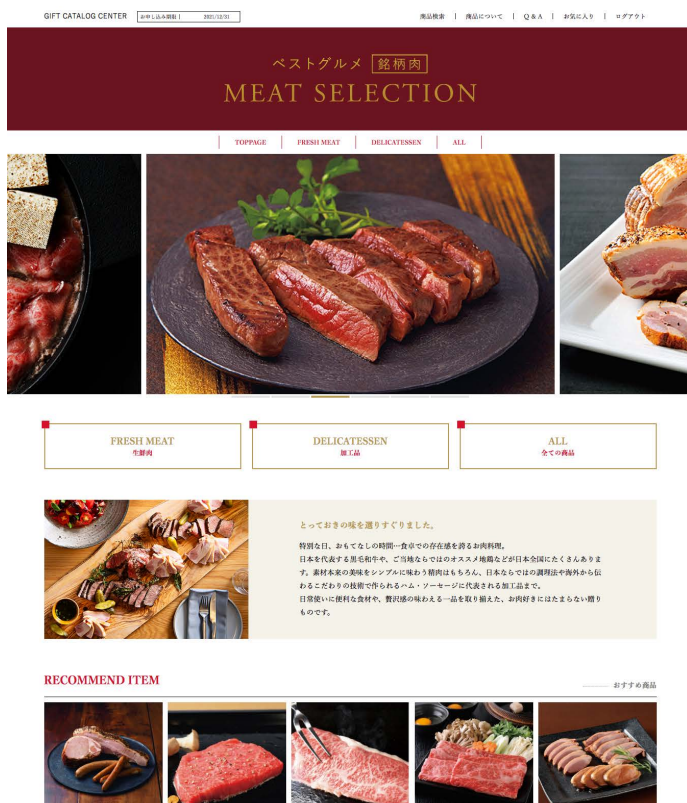 GIFT CATALOG CENTER
お申し込み期限 | 2021/12/31
商品検索 | 商品について | Q & A | お気に入り | ログアウト
ベストグルメ 銘柄肉
MEAT SELECTION
TOPPAGE | FRESH MEAT | DELICATESSEN | ALL
FRESH MEAT
生鮮肉
DELICATESSEN
加工品
ALL
全ての商品
とっておきの味を選りすぐりました。
特別な日、おもてなしの時間…食卓での存在感を誇るお肉料理。
日本を代表する黒毛和牛や、ご当地ならではのオススメ地鶏などが日本全国にたくさんありま
す。素材本来の美味をシンプルに味わう精肉はもちろん、日本ならではの調理法や海外から伝
わるこだわりの技術で作られるハム・ソーセージに代表される加工品まで。
日常使いに便利な食材や、贅沢感の味わえる一品を取り揃えた、お肉好きにはたまらない贈り
ものです。
RECOMMEND ITEM
おすすめ商品